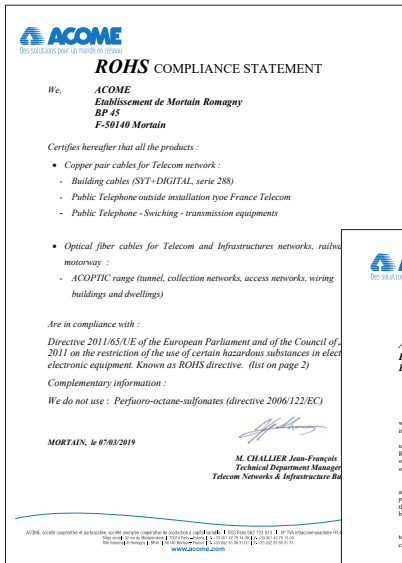 ACOME
Des solutions pour un monde en réseau
ROHS COMPLIANCE STATEMENT
We, ACOME
Etablissement de Mortain Romagny
BP 45
F-50140 Mortain
Certifies hereafter that all the products :
• Copper pair cables for Telecom network :
- Building cables (SYT+DIGITAL, serie 288)
- Public Telephone outside installation tyoe France Telecom
- Public Telephone - Swiching - transmission equipments
• Optical fiber cables for Telecom and Infrastructures networks, railwa
motorway :
- ACOPTIC range (tunnel, collection networks, access networks, wiring
buildings and dwellings)
Are in compliance with :
Directive 2011/65/UE of the European Parliament and of the Council of
2011 on the restriction of the use of certain hazardous substances in elect
electronic equipment. Known as ROHS directive. (list on page 2)
Complementary information :
We do not use : Perfuoro-octane-sulfonates (directive 2006/122/EC)
MORTAIN, le 07/03/2019
M. CHALLIER Jean-François
Technical Department Manager
Telecom Networks & Infrastructure Bu
www.acome.com